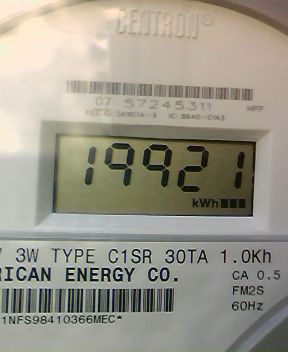 CENTRON®
07 57245311
HPP
19921
kWh
3W TYPE C1SR 30TA 1.0Kh
RICAN ENERGY CO.
CA 0.5
FM2S
60Hz
1NFS98410366MEC*